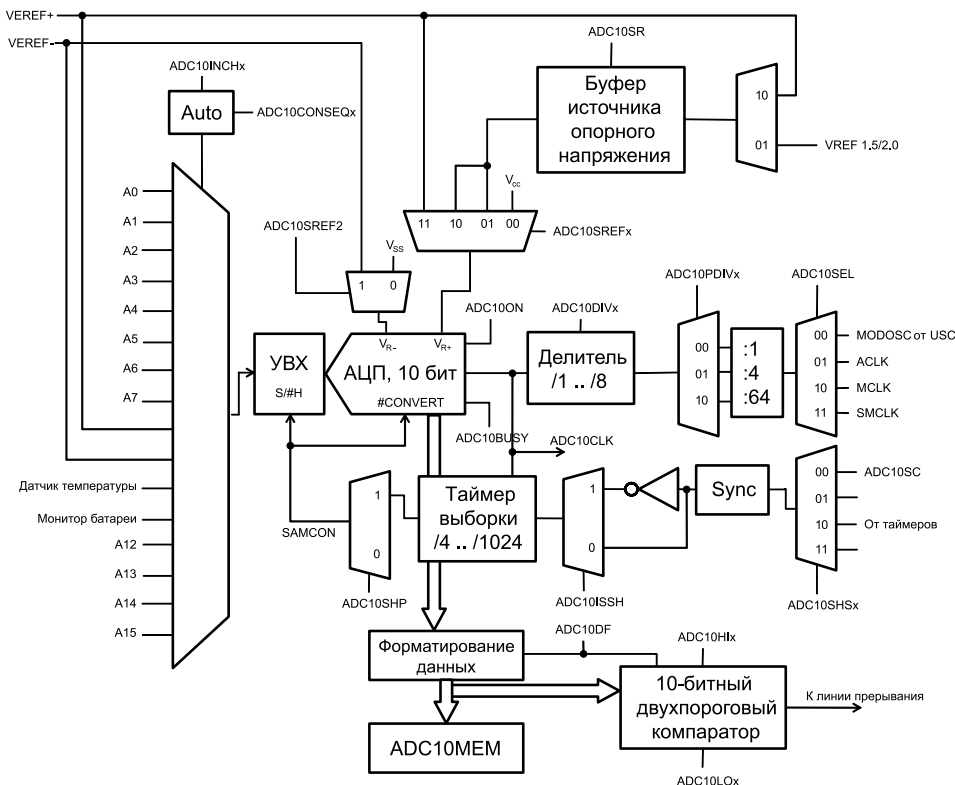 VEREF+
VEREF-
ADC10INCHx
Auto
ADC10CONSEQx
ADC10SR
Буфер
источника
опорного
напряжения
10
01
VREF 1.5/2.0
A0
A1
A2
A3
A4
A5
A6
A7
Датчик температуры
Монитор батареи
A12
A13
A14
A15
ADC10SREF2
VSS
1 0
Vcc
11 10 01 00
ADC10SREFx
УВХ
S/#H
VR- VR+
АЦП, 10 бит
#CONVERT
ADC10ON
ADC10BUSY
ADC10DIVx
Делитель
/1 .. /8
ADC10CLK
ADC10PDIVx
00
01
10
:1
:4
:64
ADC10SEL
00
01
10
11
MODOSC от USC
ACLK
MCLK
SMCLK
SAMCON
1
0
ADC10SHP
Таймер
выборки
/4 .. /1024
1
0
ADC10ISSH
Sync
00
01
10
11
ADC10SC
От таймеров
ADC10SHSx
Форматирование
данных
ADC10DF
ADC10MEM
ADC10HIx
10-битный
двухпороговый
компаратор
ADC10LOx
К линии прерывания